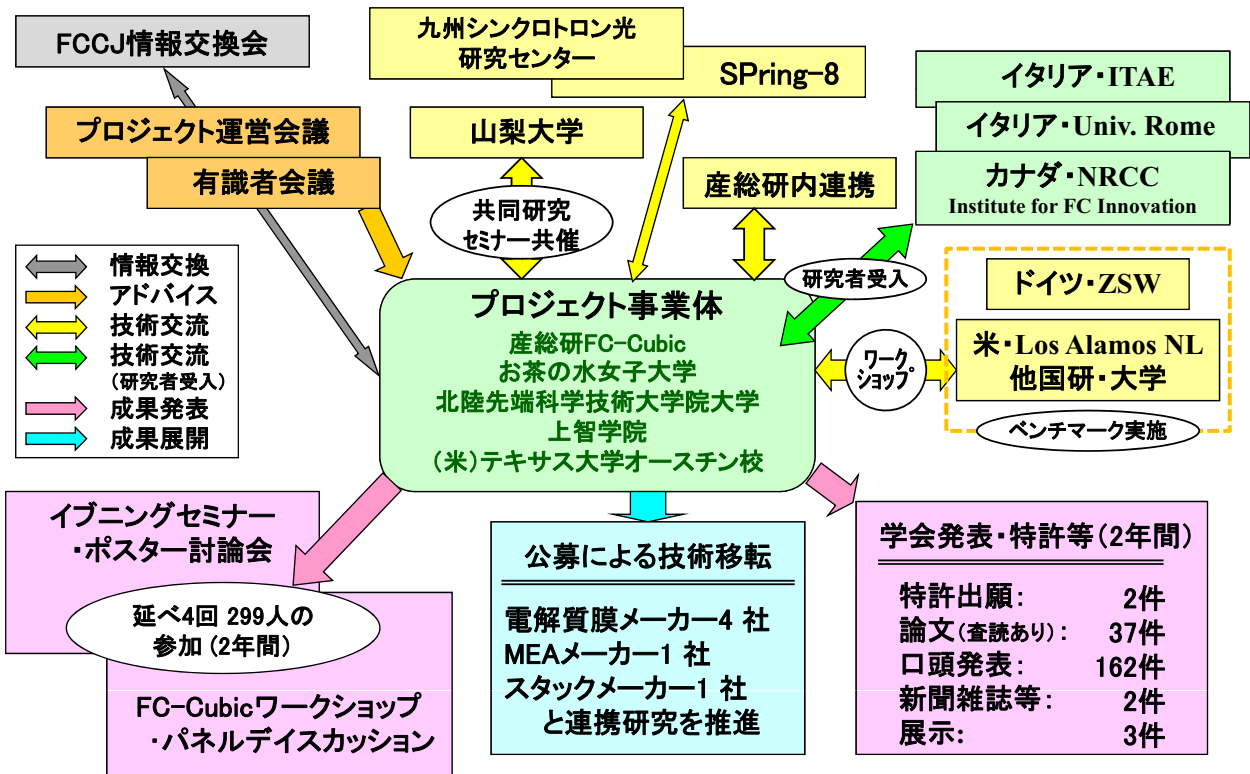 FCCJ情報交換会
九州シンクロトロン光
研究センター
SPring-8
プロジェクト運営会議
有識者会議
山梨大学
産総研内連携
イタリア・ITAE
イタリア・Univ. Rome
カナダ・NRCC
Institute for FC Innovation
共同研究
セミナー共催
研究者受入
情報交換
アドバイス
技術交流
技術交流
(研究者受入)
成果発表
成果展開
プロジェクト事業体
産総研FC-Cubic
お茶の水女子大学
北陸先端科学技術大学院大学
上智学院
(米)テキサス大学オースチン校
ワーク
ショップ
ドイツ・ZSW
米・Los Alamos NL
他国研・大学
ベンチマーク実施
イブニングセミナー
・ポスター討論会
延べ4回 299人の
参加(2年間)
FC-Cubicワークショップ
・パネルデイスカッション
公募による技術移転
電解質膜メーカー4 社
MEAメーカー1 社
スタックメーカー1 社
と連携研究を推進
学会発表・特許等(2年間)
特許出願: 2件
論文(査読あり): 37件
口頭発表: 162件
新聞雑誌等: 2件
展示: 3件